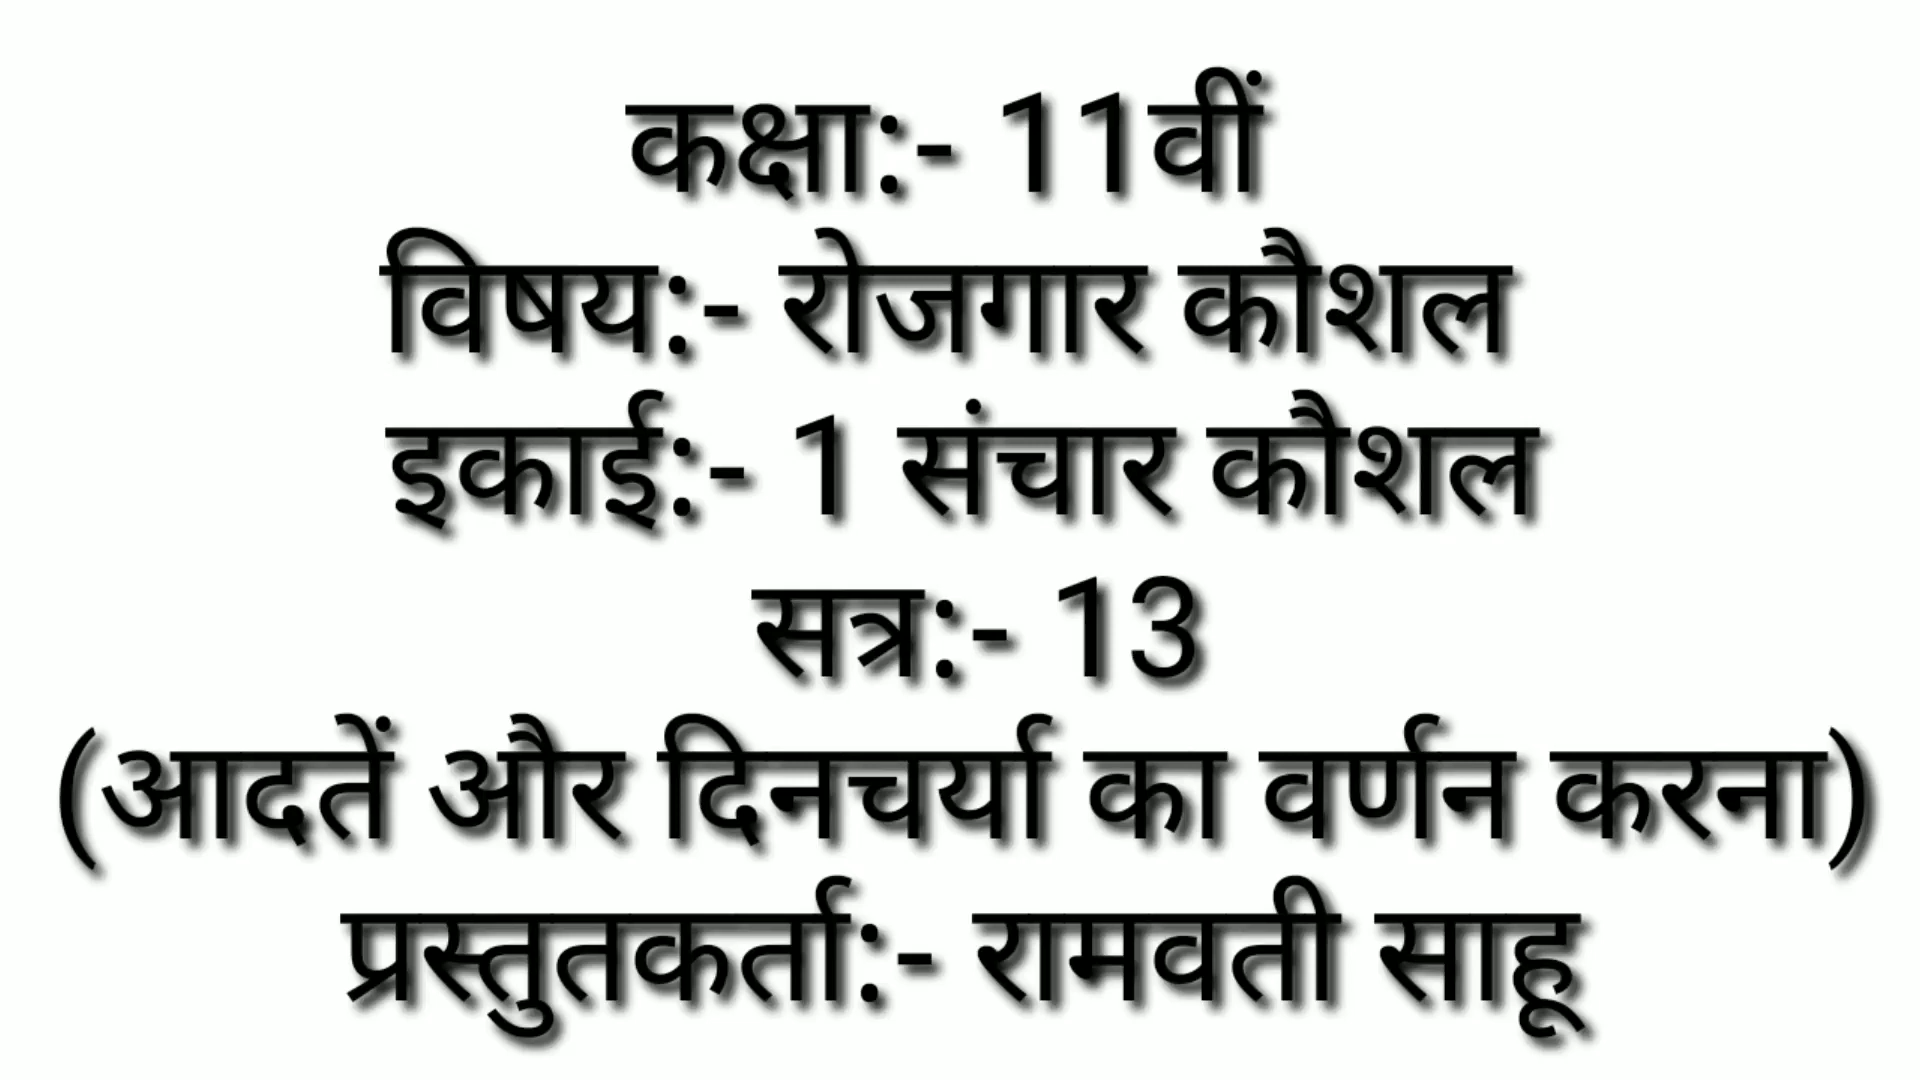 कक्षा:- 11वीं
विषय:- रोजगार कौशल
इकाई:- 1 संचार कौशल
सत्र:- 13
(आदतें और दिनचर्या का वर्णन करना)
प्रस्तुतकर्ता:- रामवती साहू